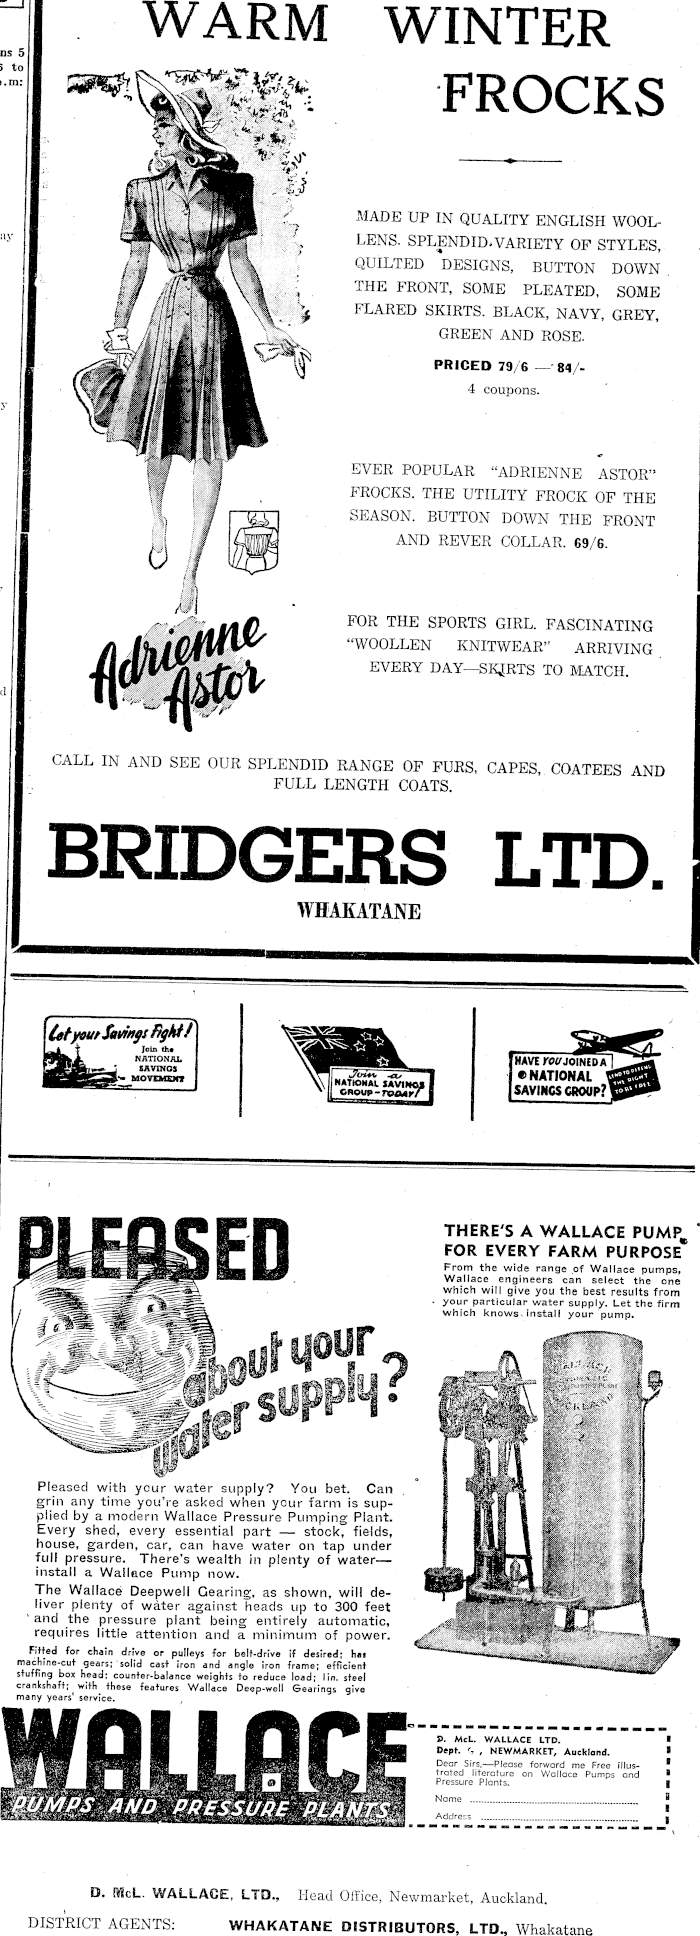 ns 5
to
.m:
ay
y
d
WARM WINTER
FROCKS
MADE UP IN QUALITY ENGLISH WOOL-
LENS. SPLENDID VARIETY OF STYLES,
QUILTED DESIGNS, BUTTON DOWN
THE FRONT, SOME PLEATED, SOME
FLARED SKIRTS. BLACK, NAVY, GREY,
GREEN AND ROSE.
PRICED 79/6 — 84/-
4 coupons.
EVER POPULAR "ADRIENNE ASTOR"
FROCKS. THE UTILITY FROCK OF THE
SEASON. BUTTON DOWN THE FRONT
AND REVER COLLAR. 69/6.
FOR THE SPORTS GIRL. FASCINATING
"WOOLLEN KNITWEAR" ARRIVING
EVERY DAY—SKIRTS TO MATCH.
Adrienne
Astor
CALL IN AND SEE OUR SPLENDID RANGE OF FURS, CAPES, COATEES AND
FULL LENGTH COATS.
BRIDGERS LTD.
WHAKATANE
Let your Savings Fight!
Join the
NATIONAL
SAVINGS
MOVEMENT
Join a
NATIONAL SAVINGS
GROUP-TODAY!
HAVE YOU JOINED A
NATIONAL
SAVINGS GROUP?
LEND TO DEFEND
THE RIGHT
TO BE FREE
PLEASED
about your
water supply?
Pleased with your water supply? You bet. Can
grin any time you're asked when your farm is sup-
plied by a modern Wallace Pressure Pumping Plant.
Every shed, every essential part — stock, fields,
house, garden, car, can have water on tap under
full pressure. There's wealth in plenty of water—
install a Wallace Pump now.
The Wallace Deepwell Gearing, as shown, will de-
liver plenty of water against heads up to 300 feet
and the pressure plant being entirely automatic,
requires little attention and a minimum of power.
Fitted for chain drive or pulleys for belt-drive if desired; has
machine-cut gears; solid cast iron and angle iron frame; efficient
stuffing box head; counter-balance weights to reduce load; 1in. steel
crankshaft; with these features Wallace Deep-well Gearings give
many years' service.
THERE'S A WALLACE PUMP
FOR EVERY FARM PURPOSE
From the wide range of Wallace pumps,
Wallace engineers can select the one
which will give you the best results from
your particular water supply. Let the firm
which knows install your pump.
WALLACE
PUMPS AND PRESSURE PLANTS
D. McL. WALLACE LTD.
Dept. , NEWMARKET, Auckland.
Dear Sirs,—Please forward me Free illus-
trated literature on Wallace Pumps and
Pressure Plants.
Name
Address
D. McL. WALLACE, LTD., Head Office, Newmarket, Auckland.
DISTRICT AGENTS: WHAKATANE DISTRIBUTORS, LTD., Whakatane